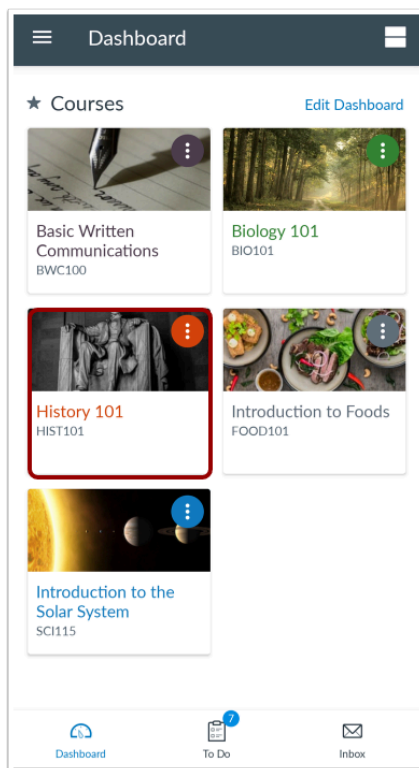 Dashboard
★ Courses
Edit Dashboard
Basic Written
Communications
BWC100
Biology 101
BIO101
History 101
HIST101
Introduction to Foods
FOOD101
Introduction to the
Solar System
SCI115
7
Dashboard
To Do
Inbox